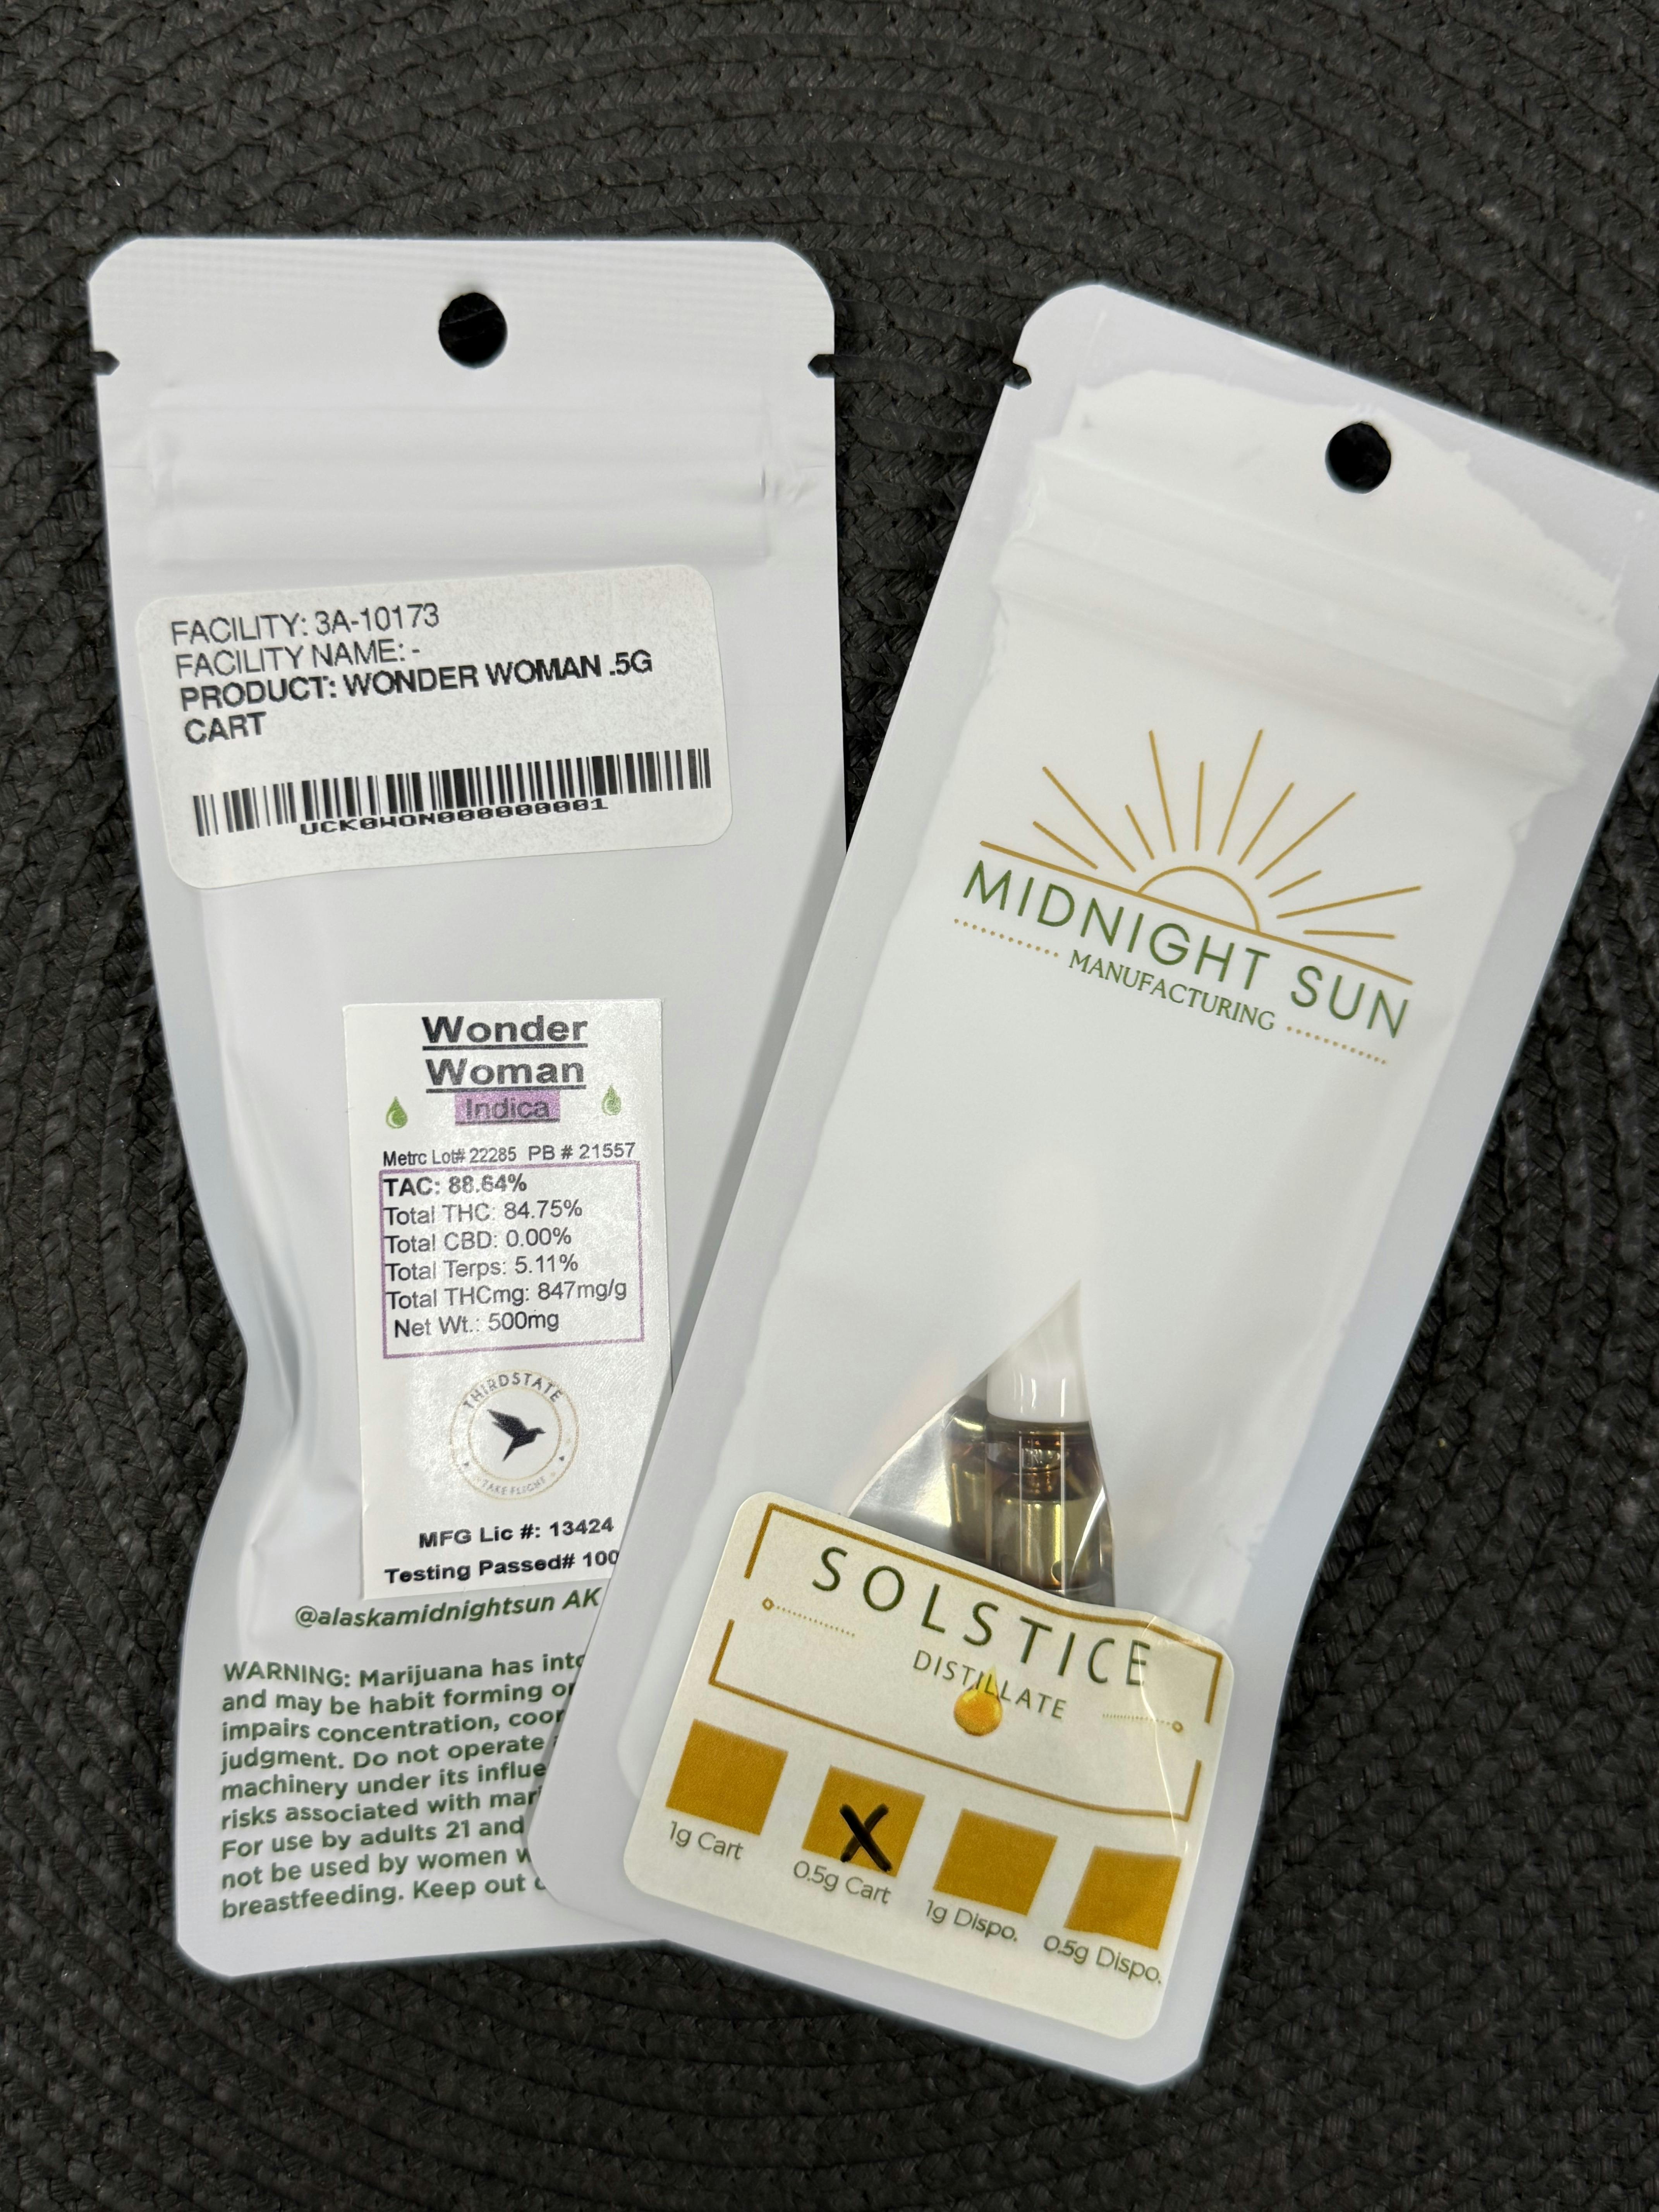 FACILITY: 3A-10173
FACILITY NAME: -
PRODUCT: WONDER WOMAN .5G
CART
UCK0WON000000001
Wonder
Woman
Indica
Metrc Lot# 22285 PB # 21557
TAC: 88.64%
Total THC: 84.75%
Total CBD: 0.00%
Total Terps: 5.11%
Total THCmg: 847mg/g
Net Wt.: 500mg
THIRDSTATE
TAKE FLIGHT
MFG Lic #: 13424
Testing Passed# 100
@alaskamidnightsun AK
WARNING: Marijuana has into
and may be habit forming or
impairs concentration, coor
judgment. Do not operate
machinery under its influe
risks associated with mar
For use by adults 21 and
not be used by women w
breastfeeding. Keep out o
MIDNIGHT SUN
MANUFACTURING
SOLSTICE
DISTILLATE
X
1g Cart
0.5g Cart
1g Dispo.
0.5g Dispo.